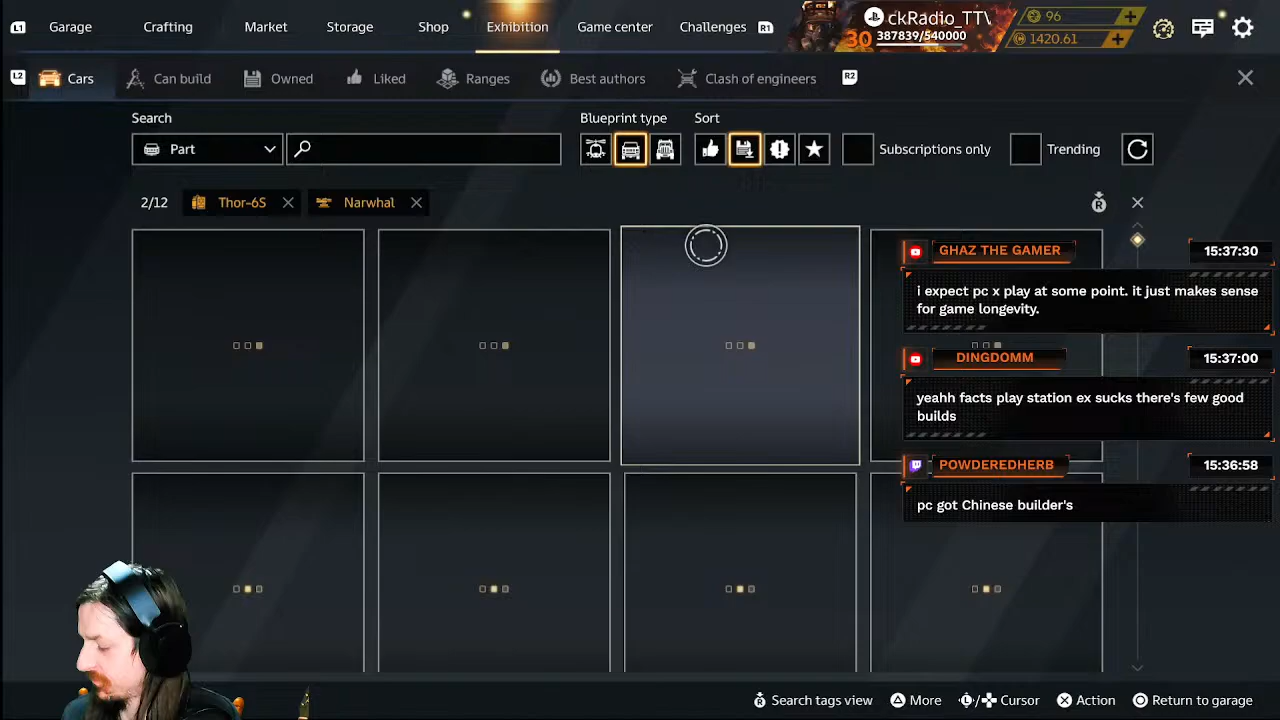 L1 Garage Crafting Market Storage Shop Exhibition Game center Challenges R1
ckRadio_TTV
30 387839/540000
96
1420.61
L2 Cars Can build Owned Liked Ranges Best authors Clash of engineers R2
Search Blueprint type Sort
Part
Subscriptions only
Trending
2/12 Thor-6S Narwhal
R
GHAZ THE GAMER 15:37:30
i expect pc x play at some point. it just makes sense
for game longevity.
DINGDOMM 15:37:00
yeahh facts play station ex sucks there's few good
builds
POWDEREDHERB 15:36:58
pc got Chinese builder's
R Search tags view More L/ Cursor Action Return to garage